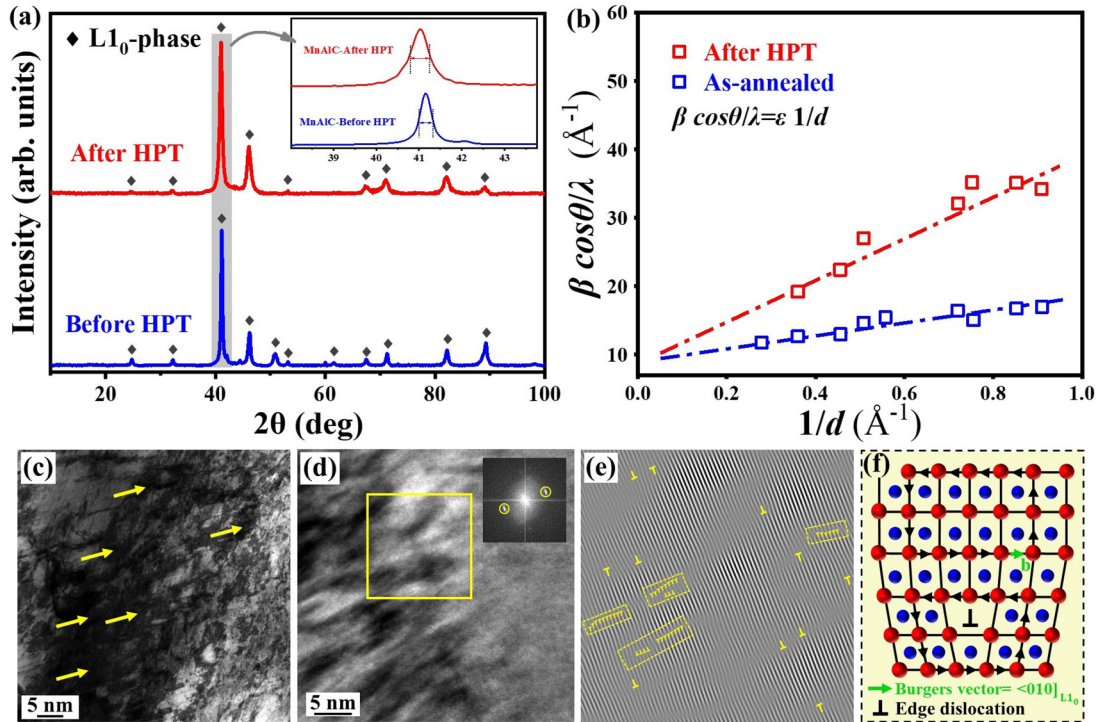 (a)
◆ L1₀-phase
MnAlC-After HPT
MnAlC-Before HPT
39 40 41 42 43
After HPT
Before HPT
Intensity (arb. units)
10 20 40 60 80 100
2θ (deg)
(b)
After HPT
As-annealed
β cosθ/λ=ε 1/d
β cosθ/λ (Å⁻¹)
60
50
40
30
20
10
0.0 0.2 0.4 0.6 0.8 1.0
1/d (Å⁻¹)
(c)
5 nm
(d)
5 nm
(e)
(f)
b
Burgers vector= <010]L1₀
⊥ Edge dislocation